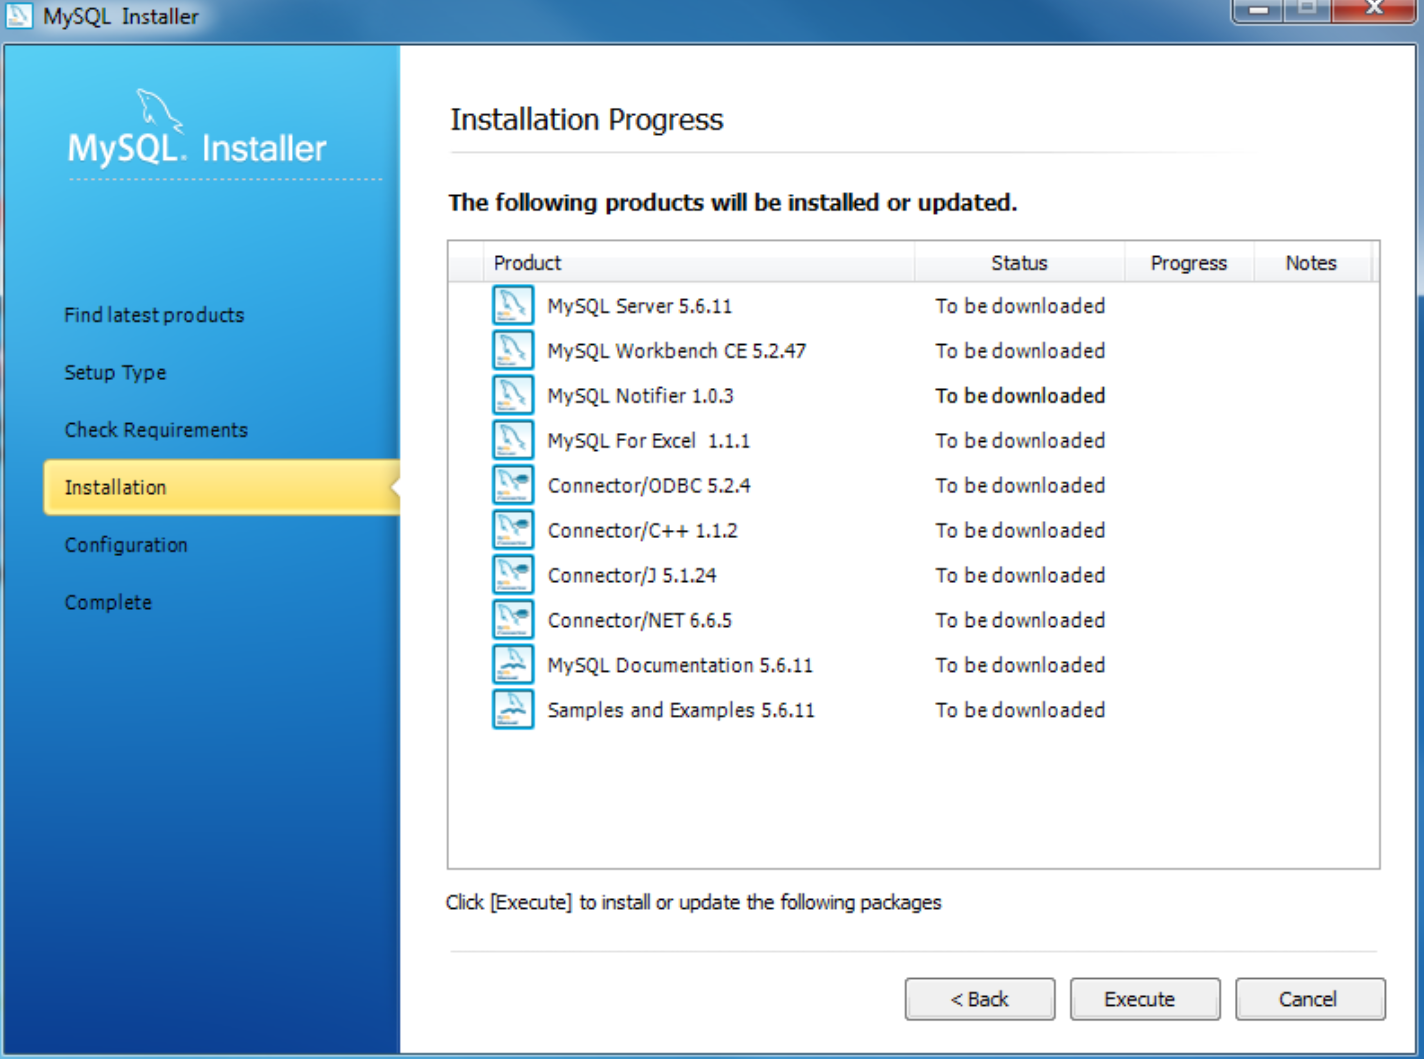 MySQL Installer
MySQL. Installer
Find latest products
Setup Type
Check Requirements
Installation
Configuration
Complete
Installation Progress
The following products will be installed or updated.
Product Status Progress Notes
MySQL Server 5.6.11 To be downloaded
MySQL Workbench CE 5.2.47 To be downloaded
MySQL Notifier 1.0.3 To be downloaded
MySQL For Excel 1.1.1 To be downloaded
Connector/ODBC 5.2.4 To be downloaded
Connector/C++ 1.1.2 To be downloaded
Connector/J 5.1.24 To be downloaded
Connector/NET 6.6.5 To be downloaded
MySQL Documentation 5.6.11 To be downloaded
Samples and Examples 5.6.11 To be downloaded
Click [Execute] to install or update the following packages
< Back Execute Cancel